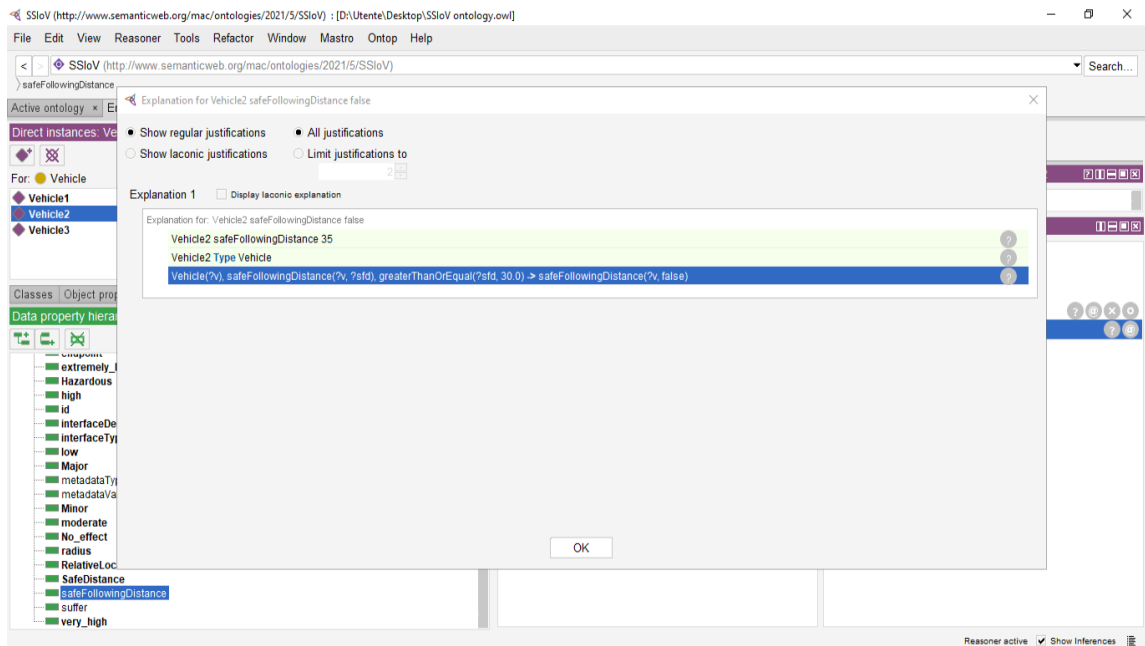 SSIoV (http://www.semanticweb.org/mac/ontologies/2021/5/SSIoV) : [D:\Utente\Desktop\SSIoV ontology.owl]
File Edit View Reasoner Tools Refactor Window Mastro Ontop Help
< > SSIoV (http://www.semanticweb.org/mac/ontologies/2021/5/SSIoV) Search...
safeFollowingDistance
Active ontology × E
Explanation for Vehicle2 safeFollowingDistance false
Direct instances: Ve
Show regular justifications All justifications
Show laconic justifications Limit justifications to
2
For: Vehicle
Explanation 1 Display laconic explanation
Vehicle1
Vehicle2
Vehicle3
Explanation for: Vehicle2 safeFollowingDistance false
Vehicle2 safeFollowingDistance 35
Vehicle2 Type Vehicle
Vehicle(?v), safeFollowingDistance(?v, ?sfd), greaterThanOrEqual(?sfd, 30.0) -> safeFollowingDistance(?v, false)
Classes Object prop
Data property hierar
endpoint
extremely_l
Hazardous
high
id
interfaceDe
interfaceTyp
low
Major
metadataTy
metadataVa
Minor
moderate
No_effect
radius
RelativeLoc
SafeDistance
safeFollowingDistance
suffer
very_high
OK
Reasoner active Show Inferences